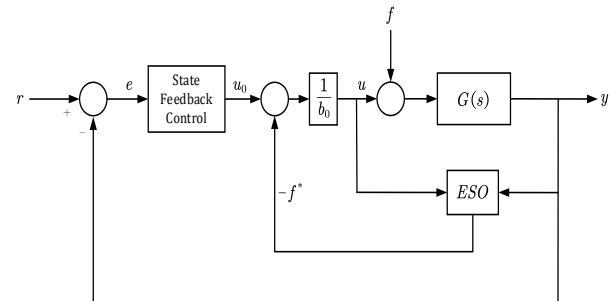 f
r
+
−
e
State
Feedback
Control
u₀
1
b₀
u
G(s)
y
−f*
ESO